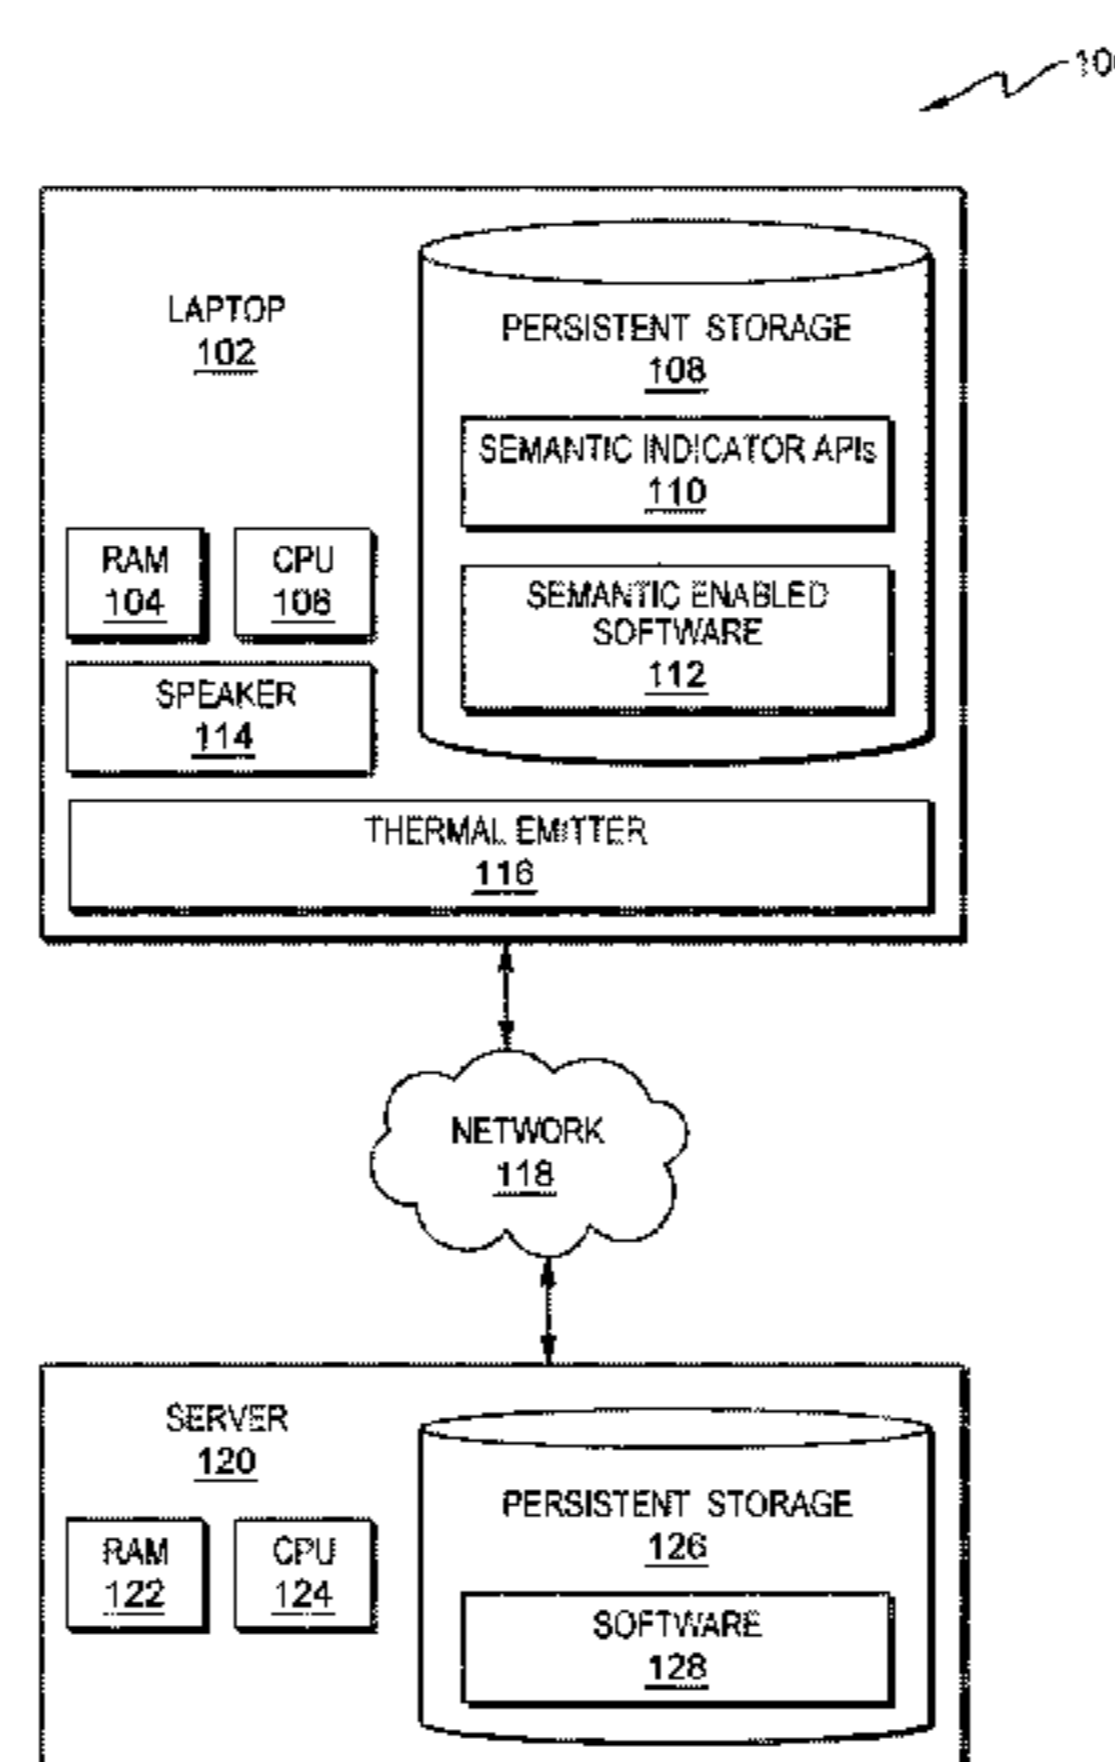 100
LAPTOP
102
PERSISTENT STORAGE
108
SEMANTIC INDICATOR APIs
110
RAM
104
CPU
106
SEMANTIC ENABLED
SOFTWARE
112
SPEAKER
114
THERMAL EMITTER
116
NETWORK
118
SERVER
120
PERSISTENT STORAGE
126
RAM
122
CPU
124
SOFTWARE
128